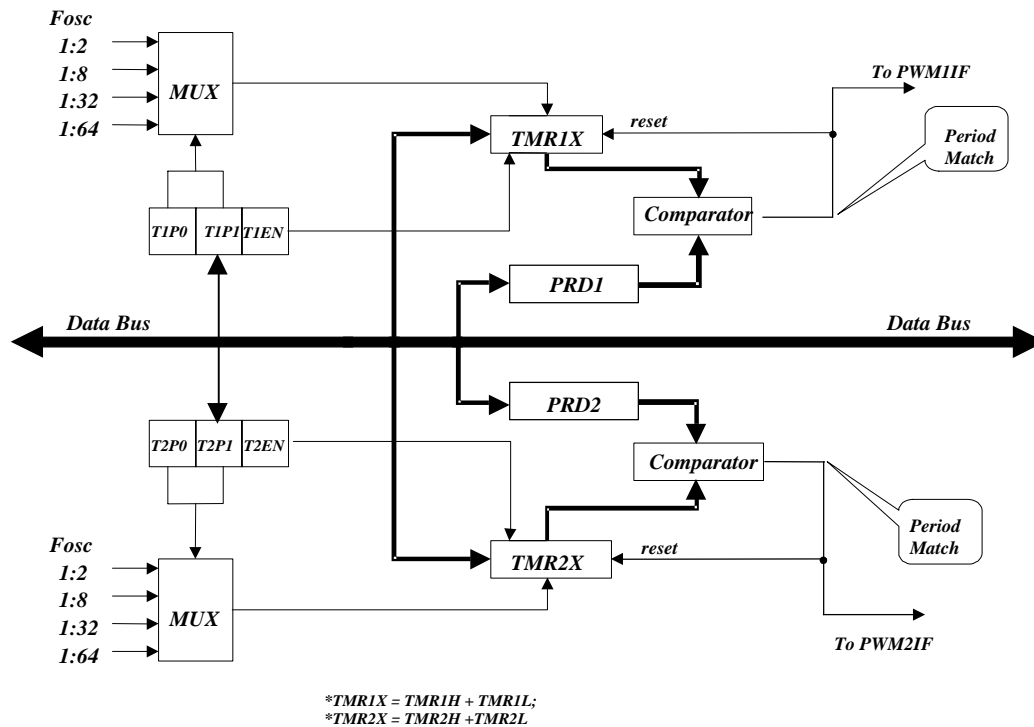 Fosc
1:2
1:8
1:32
1:64
MUX
To PWM1IF
TMR1X
reset
Period
Match
T1P0 T1P1 T1EN
Comparator
PRD1
Data Bus
Data Bus
PRD2
T2P0 T2P1 T2EN
Comparator
Period
Match
Fosc
1:2
1:8
1:32
1:64
MUX
TMR2X
reset
To PWM2IF
*TMR1X = TMR1H + TMR1L;
*TMR2X = TMR2H +TMR2L